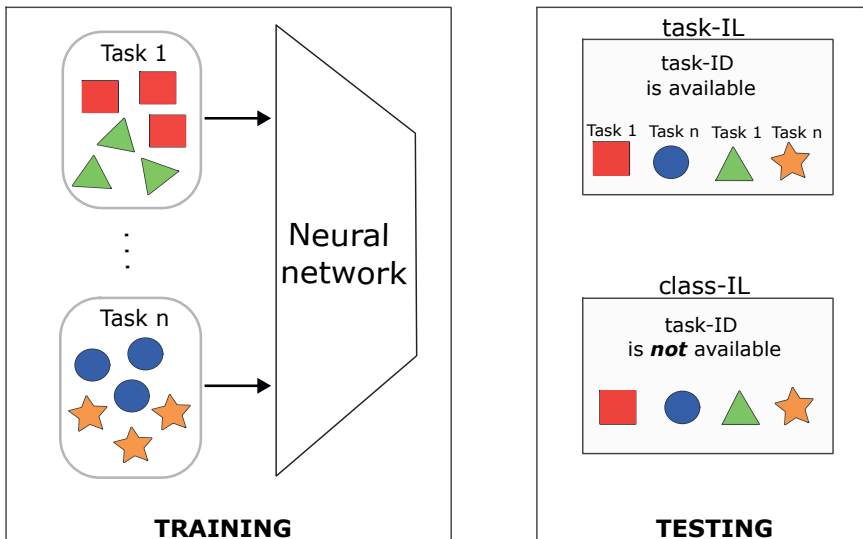 Task 1
Task n
Neural
network
TRAINING
task-IL
task-ID
is available
Task 1 Task n Task 1 Task n
class-IL
task-ID
is not available
TESTING